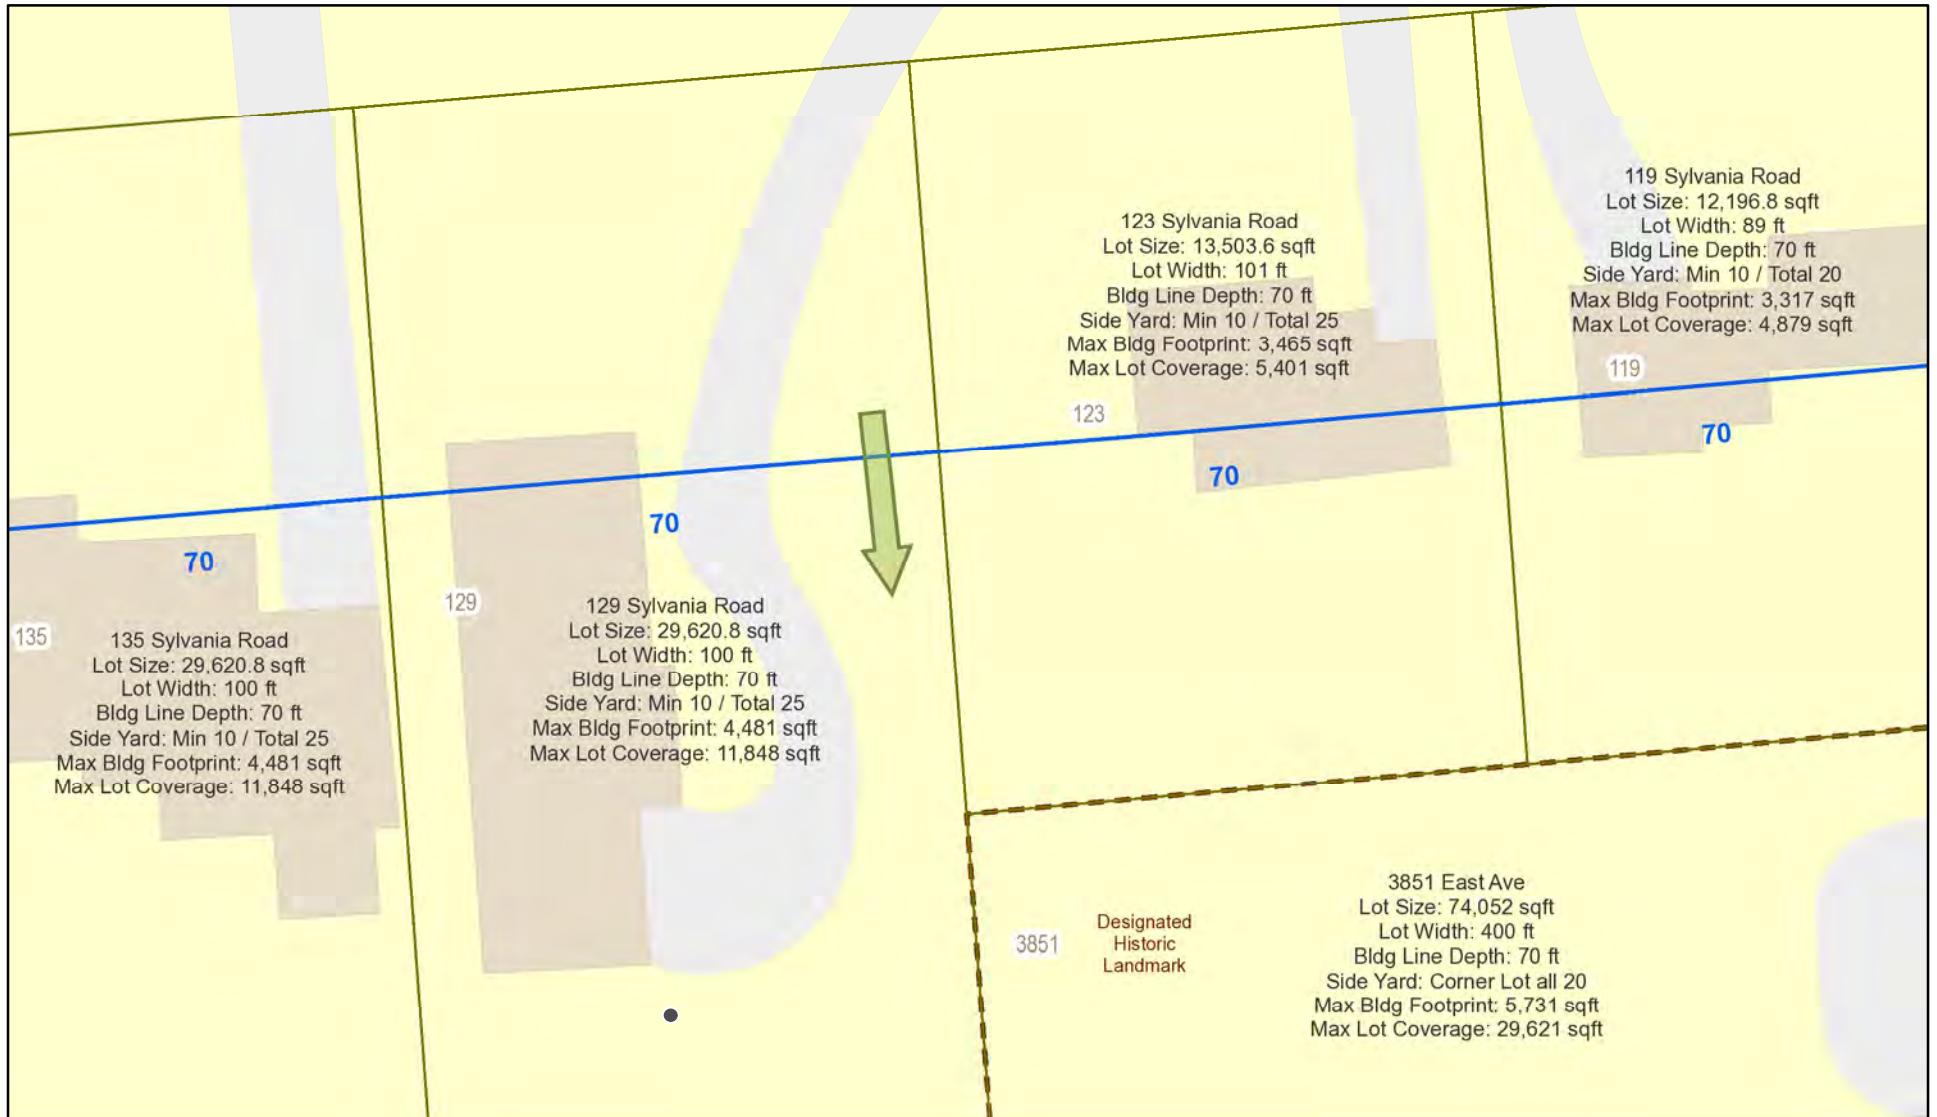 119 Sylvania Road
Lot Size: 12,196.8 sqft
Lot Width: 89 ft
Bldg Line Depth: 70 ft
Side Yard: Min 10 / Total 20
Max Bldg Footprint: 3,317 sqft
Max Lot Coverage: 4,879 sqft
119
70
123 Sylvania Road
Lot Size: 13,503.6 sqft
Lot Width: 101 ft
Bldg Line Depth: 70 ft
Side Yard: Min 10 / Total 25
Max Bldg Footprint: 3,465 sqft
Max Lot Coverage: 5,401 sqft
123
70
70
70
129
129 Sylvania Road
Lot Size: 29,620.8 sqft
Lot Width: 100 ft
Bldg Line Depth: 70 ft
Side Yard: Min 10 / Total 25
Max Bldg Footprint: 4,481 sqft
Max Lot Coverage: 11,848 sqft
135
135 Sylvania Road
Lot Size: 29,620.8 sqft
Lot Width: 100 ft
Bldg Line Depth: 70 ft
Side Yard: Min 10 / Total 25
Max Bldg Footprint: 4,481 sqft
Max Lot Coverage: 11,848 sqft
3851
Designated
Historic
Landmark
3851 East Ave
Lot Size: 74,052 sqft
Lot Width: 400 ft
Bldg Line Depth: 70 ft
Side Yard: Corner Lot all 20
Max Bldg Footprint: 5,731 sqft
Max Lot Coverage: 29,621 sqft